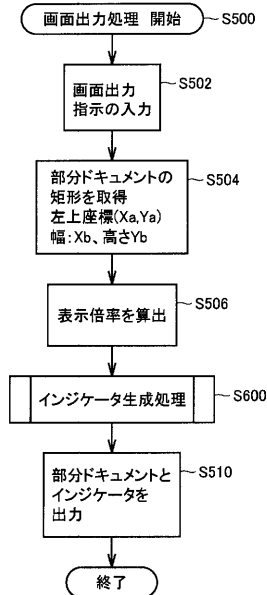 画面出力処理 開始
S500
画面出力
指示の入力
S502
部分ドキュメントの
矩形を取得
左上座標(Xa,Ya)
幅:Xb、高さYb
S504
表示倍率を算出
S506
インジケータ生成処理
S600
部分ドキュメントと
インジケータを
出力
S510
終了